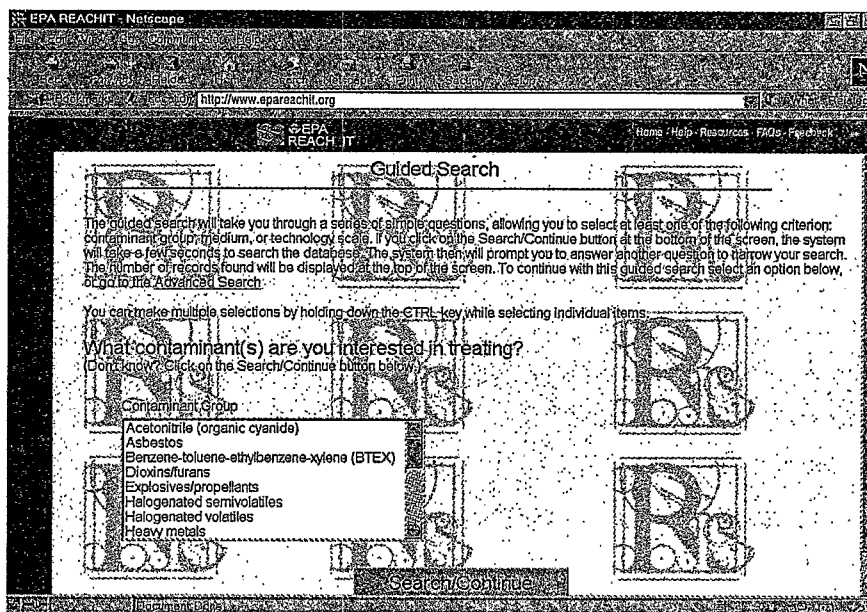 EPA REACHIT - Netscape
http://www.epareachit.org
EPA
REACH IT
Home - Help - Resources - FAQs - Feedback
Guided Search
The guided search will take you through a series of simple questions, allowing you to select at least one of the following criterion:
contaminant group, medium, or technology scale. If you click on the Search/Continue button at the bottom of the screen, the system
will take a few seconds to search the database. The system then will prompt you to answer another question to narrow your search.
The number of records found will be displayed at the top of the screen. To continue with this guided search select an option below,
or go to the Advanced Search
You can make multiple selections by holding down the CTRL key while selecting individual items.
What contaminant(s) are you interested in treating?
(Don't know? Click on the Search/Continue button below.)
Contaminant Group
Acetonitrile (organic cyanide)
Asbestos
Benzene-toluene-ethylbenzene-xylene (BTEX)
Dioxins/furans
Explosives/propellants
Halogenated semivolatiles
Halogenated volatiles
Heavy metals
Search/Continue
Document Done